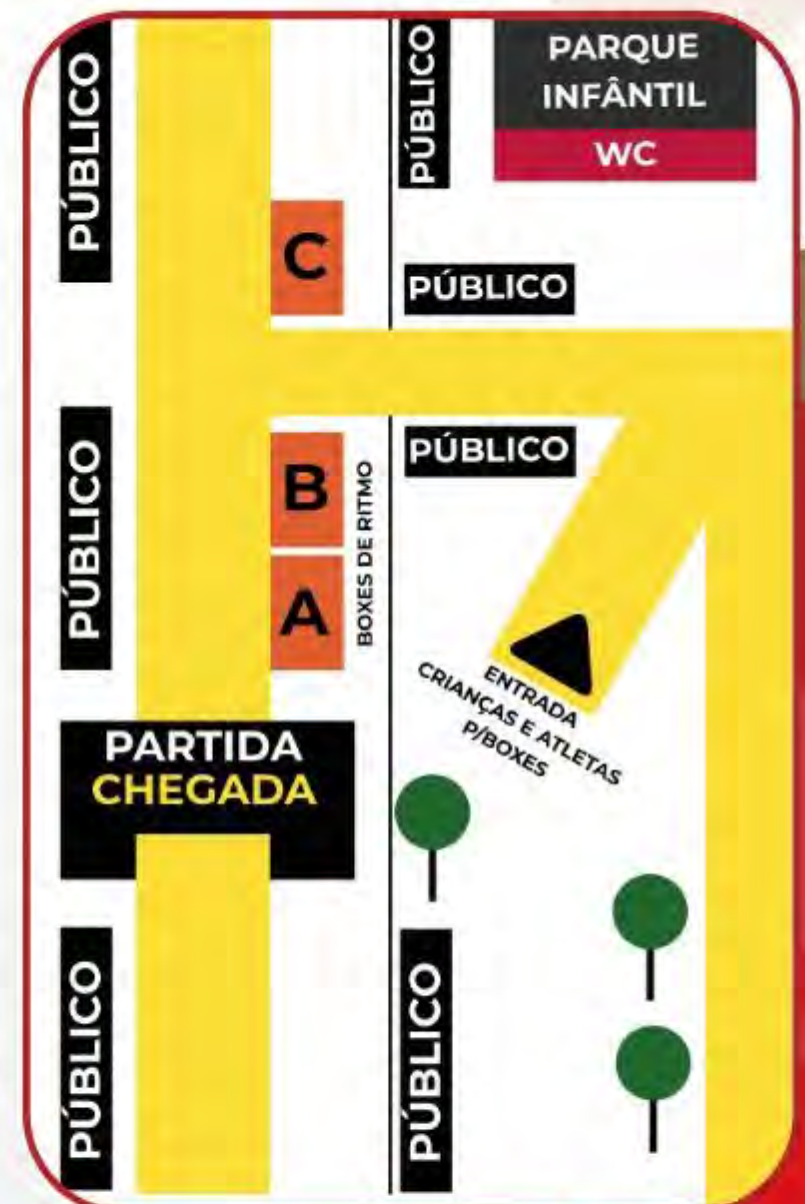 PÚBLICO
PÚBLICO
PARQUE
INFÂNTIL
WC
C
PÚBLICO
PÚBLICO
PÚBLICO
B
A
BOXES DE RITMO
ENTRADA
CRIANÇAS E ATLETAS
P/BOXES
PARTIDA
CHEGADA
PÚBLICO
PÚBLICO